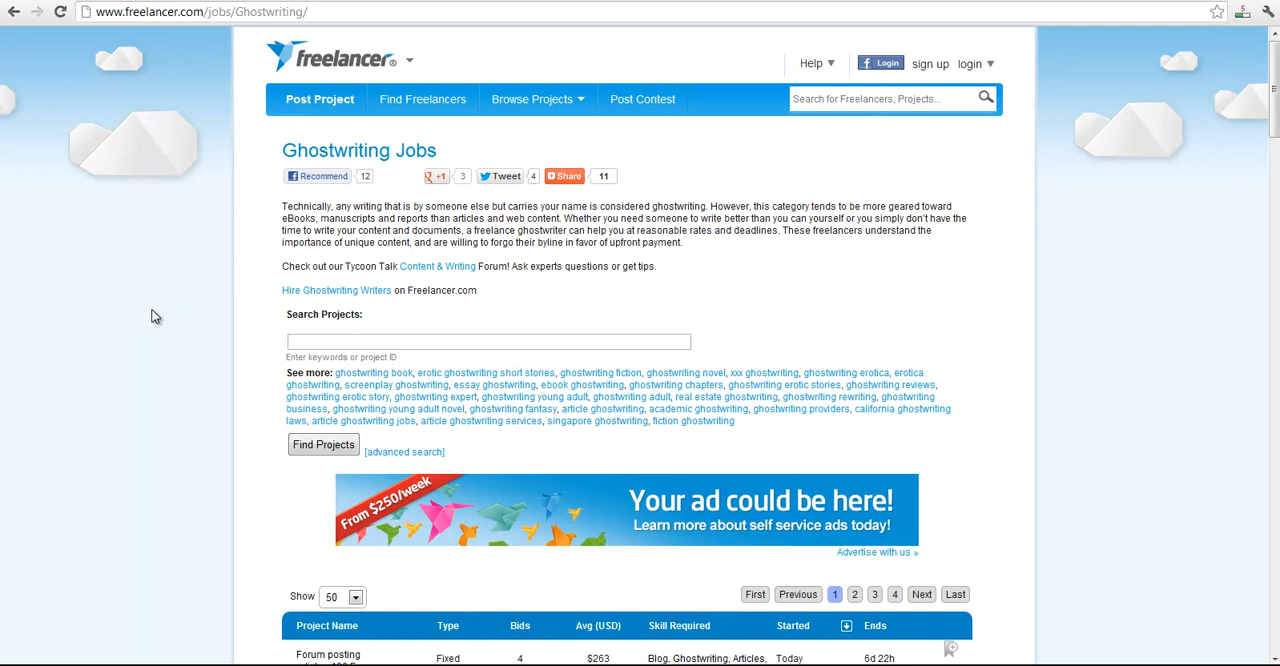 www.freelancer.com/jobs/Ghostwriting/
5
freelancer®
Help
f Login
sign up
login
Post Project
Find Freelancers
Browse Projects
Post Contest
Search for Freelancers, Projects...
Ghostwriting Jobs
Recommend 12
+1 3
Tweet 4
Share 11
Technically, any writing that is by someone else but carries your name is considered ghostwriting. However, this category tends to be more geared toward
eBooks, manuscripts and reports than articles and web content. Whether you need someone to write better than you can yourself or you simply don't have the
time to write your content and documents, a freelance ghostwriter can help you at reasonable rates and deadlines. These freelancers understand the
importance of unique content, and are willing to forgo their byline in favor of upfront payment.
Check out our Tycoon Talk Content & Writing Forum! Ask experts questions or get tips.
Hire Ghostwriting Writers on Freelancer.com
Search Projects:
Enter keywords or project ID
See more: ghostwriting book, erotic ghostwriting short stories, ghostwriting fiction, ghostwriting novel, xxx ghostwriting, ghostwriting erotica, erotica
ghostwriting, screenplay ghostwriting, essay ghostwriting, ebook ghostwriting, ghostwriting chapters, ghostwriting erotic stories, ghostwriting reviews,
ghostwriting erotic story, ghostwriting expert, ghostwriting young adult, ghostwriting adult, real estate ghostwriting, ghostwriting rewriting, ghostwriting
business, ghostwriting young adult novel, ghostwriting fantasy, article ghostwriting, academic ghostwriting, ghostwriting providers, california ghostwriting
laws, article ghostwriting jobs, article ghostwriting services, singapore ghostwriting, fiction ghostwriting
Find Projects
[advanced search]
From $250/week
Your ad could be here!
Learn more about self service ads today!
Advertise with us »
Show 50
First Previous 1 2 3 4 Next Last
Project Name Type Bids Avg (USD) Skill Required Started Ends
Forum posting
Fixed 4 $263 Blog, Ghostwriting, Articles, Today 6d 22h